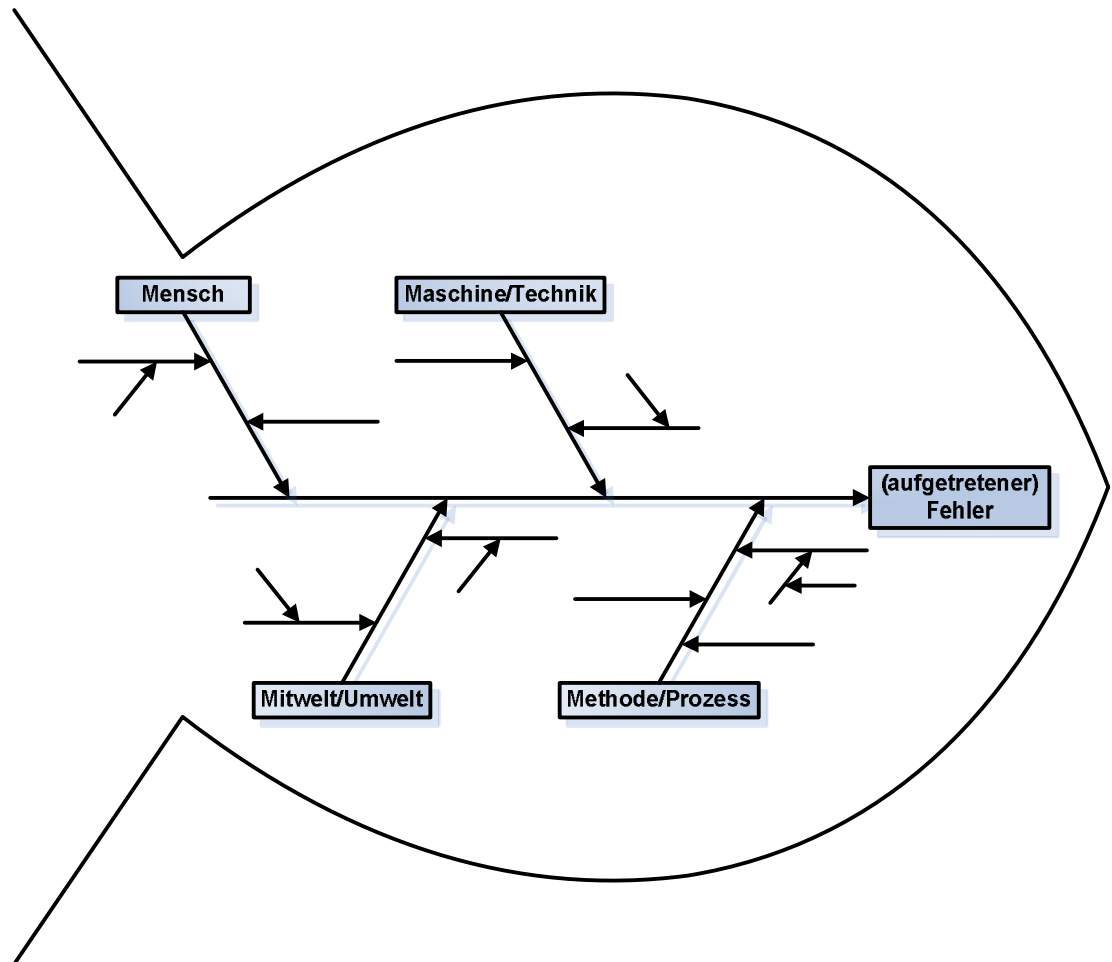 Mensch
Maschine/Technik
(aufgetretener)
Fehler
Mitwelt/Umwelt
Methode/Prozess